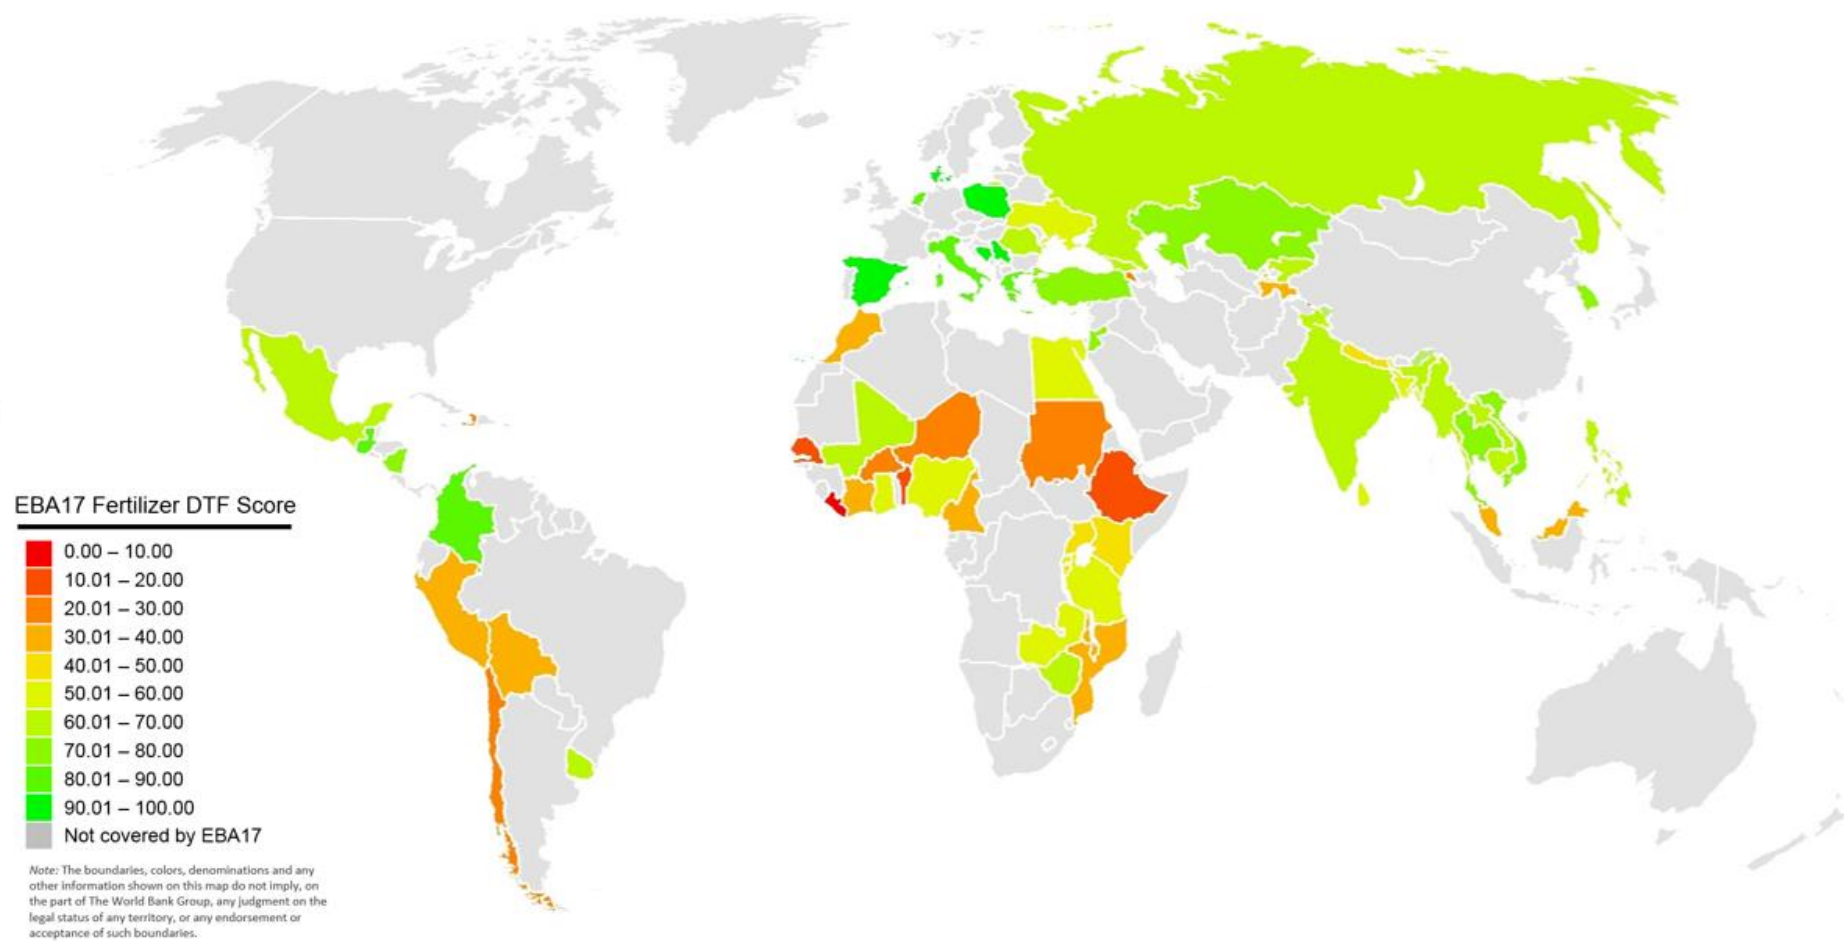 EBA17 Fertilizer DTF Score
0.00 – 10.00
10.01 – 20.00
20.01 – 30.00
30.01 – 40.00
40.01 – 50.00
50.01 – 60.00
60.01 – 70.00
70.01 – 80.00
80.01 – 90.00
90.01 – 100.00
Not covered by EBA17
Note: The boundaries, colors, denominations and any
other information shown on this map do not imply, on
the part of The World Bank Group, any judgment on the
legal status of any territory, or any endorsement or
acceptance of such boundaries.